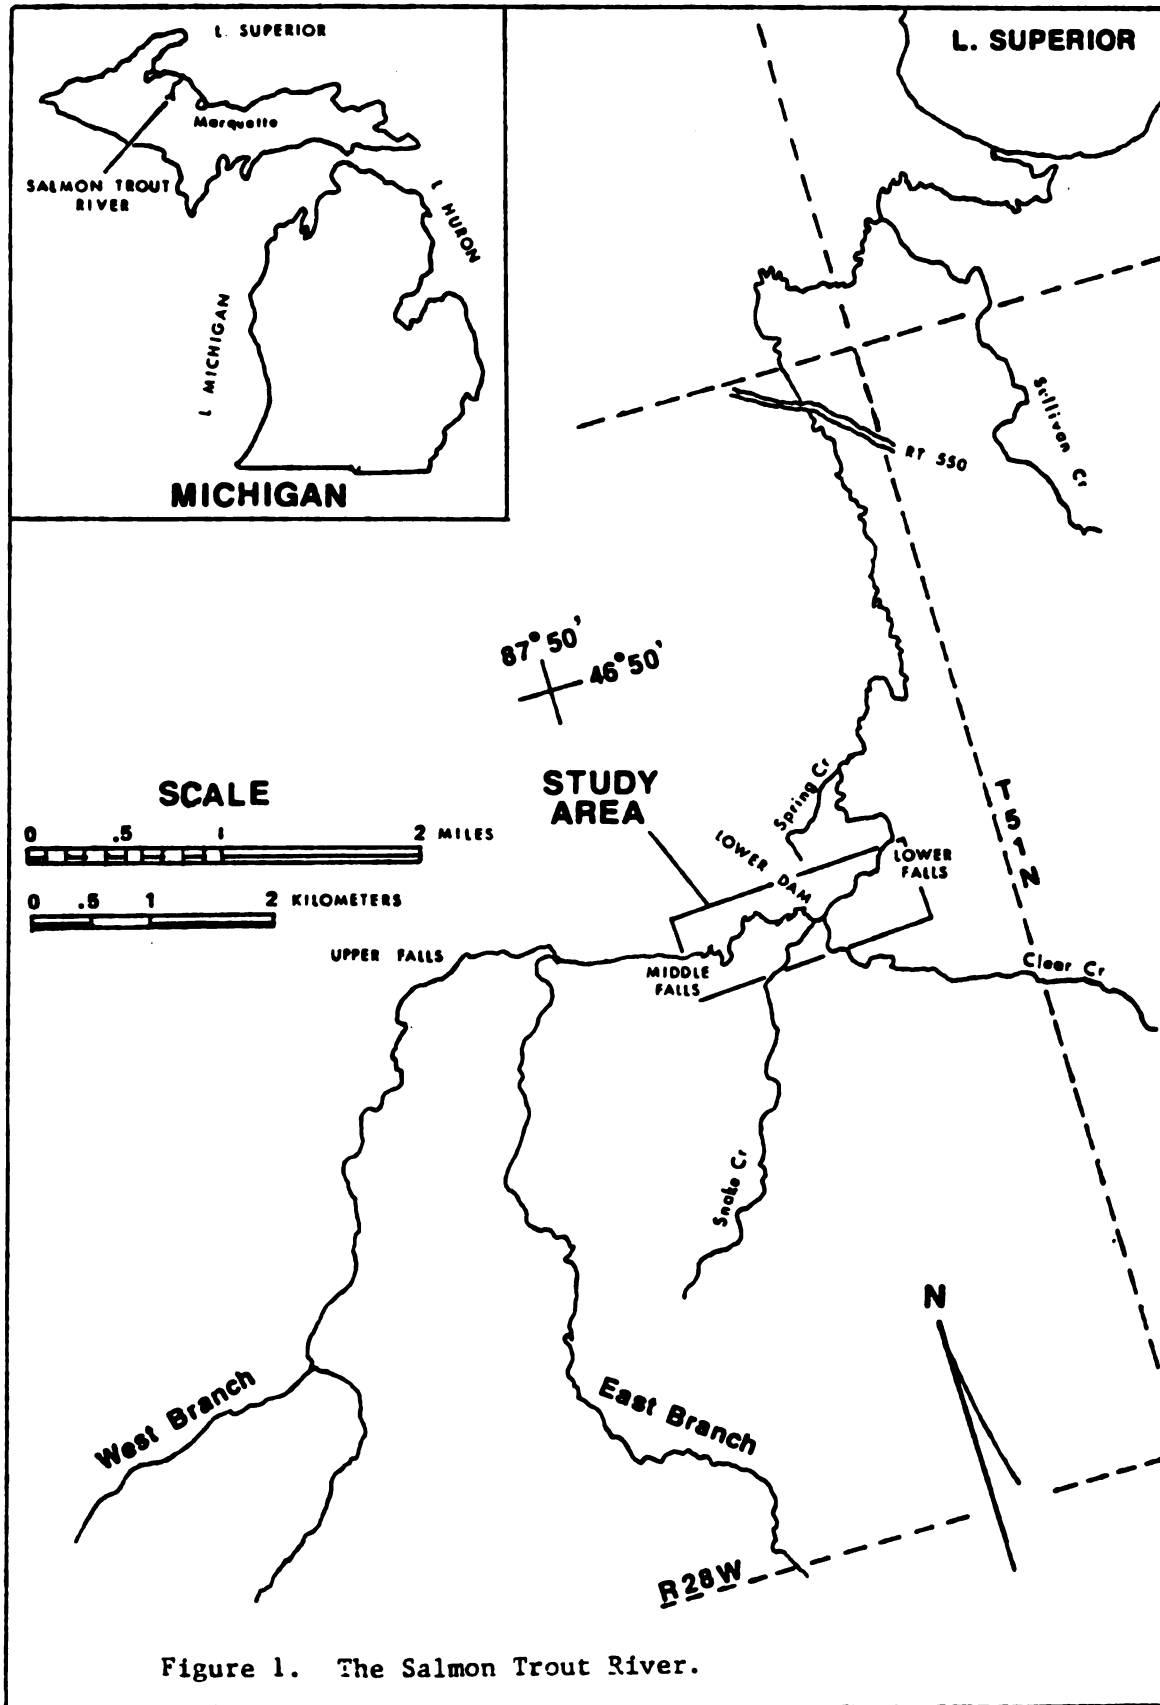 L. SUPERIOR
Marquette
SALMON TROUT
RIVER
L HURON
L MICHIGAN
MICHIGAN
L. SUPERIOR
Sullivan Cr
RT 550
87°50'
46°50'
SCALE
0 .5 1 2 MILES
0 .5 1 2 KILOMETERS
STUDY
AREA
Spring Cr
LOWER DAM
LOWER
FALLS
T51N
UPPER FALLS
MIDDLE
FALLS
Clear Cr
Snake Cr
N
West Branch
East Branch
R28W
Figure 1. The Salmon Trout River.